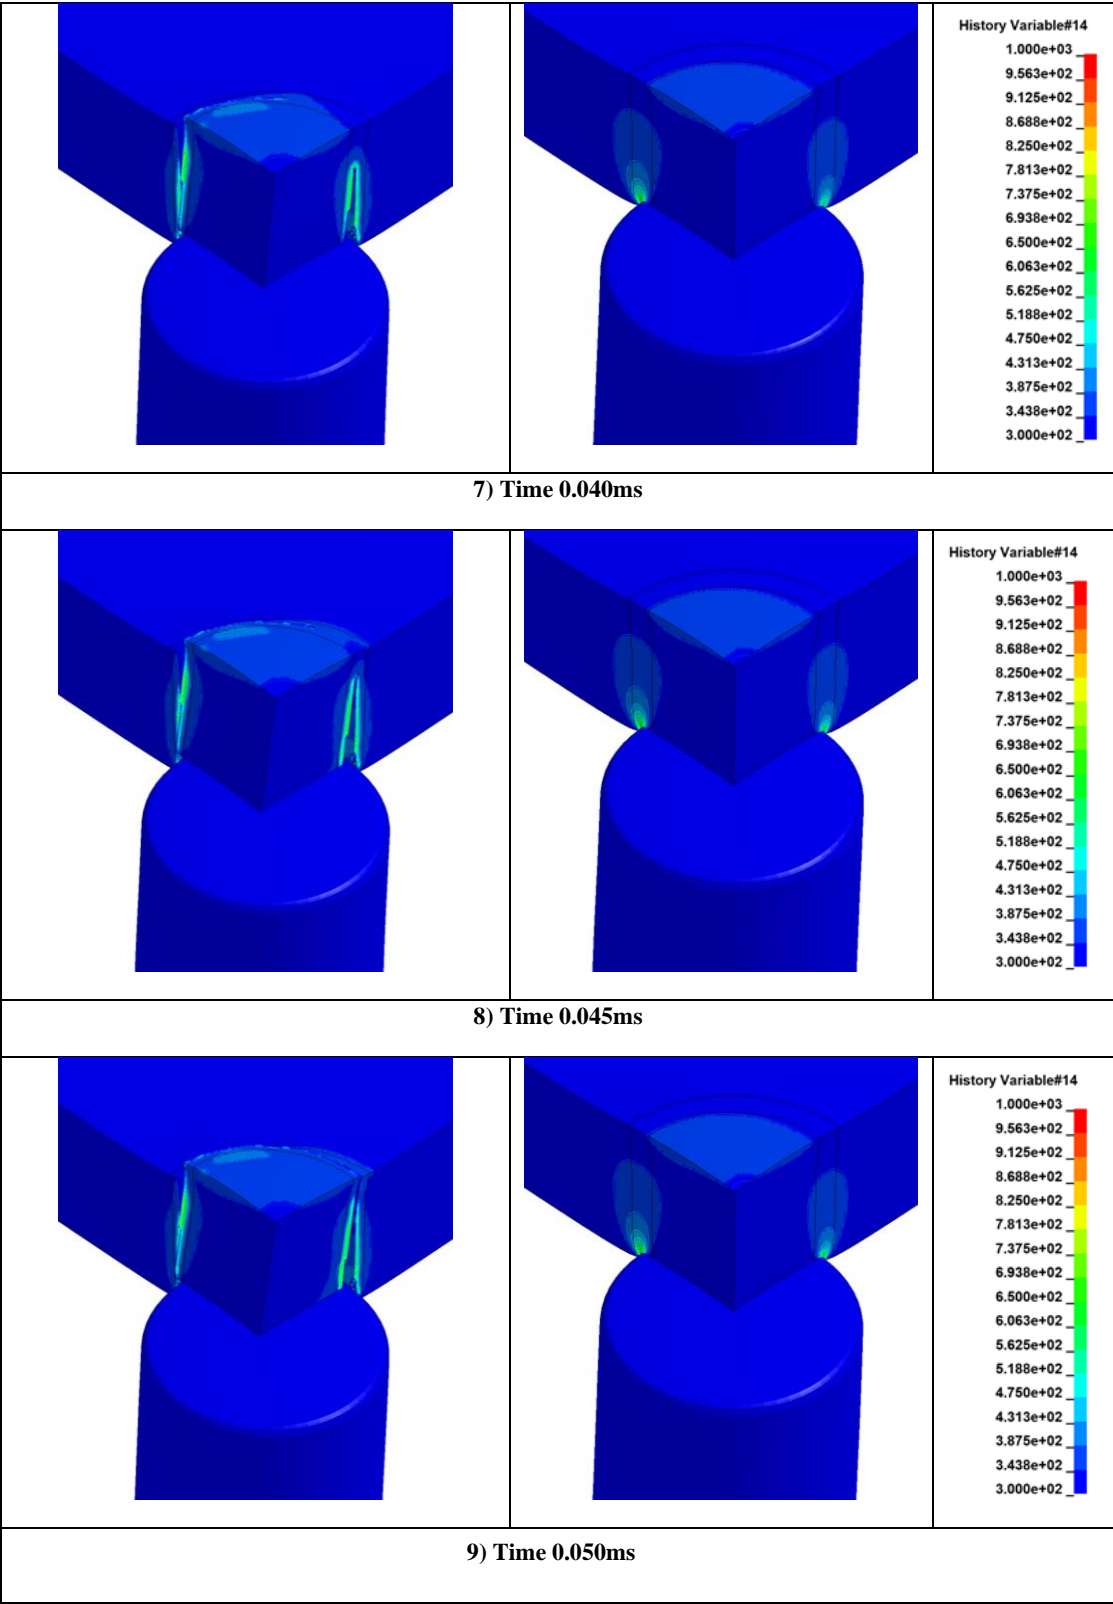 History Variable#14
1.000e+03
9.563e+02
9.125e+02
8.688e+02
8.250e+02
7.813e+02
7.375e+02
6.938e+02
6.500e+02
6.063e+02
5.625e+02
5.188e+02
4.750e+02
4.313e+02
3.875e+02
3.438e+02
3.000e+02
7) Time 0.040ms
History Variable#14
1.000e+03
9.563e+02
9.125e+02
8.688e+02
8.250e+02
7.813e+02
7.375e+02
6.938e+02
6.500e+02
6.063e+02
5.625e+02
5.188e+02
4.750e+02
4.313e+02
3.875e+02
3.438e+02
3.000e+02
8) Time 0.045ms
History Variable#14
1.000e+03
9.563e+02
9.125e+02
8.688e+02
8.250e+02
7.813e+02
7.375e+02
6.938e+02
6.500e+02
6.063e+02
5.625e+02
5.188e+02
4.750e+02
4.313e+02
3.875e+02
3.438e+02
3.000e+02
9) Time 0.050ms